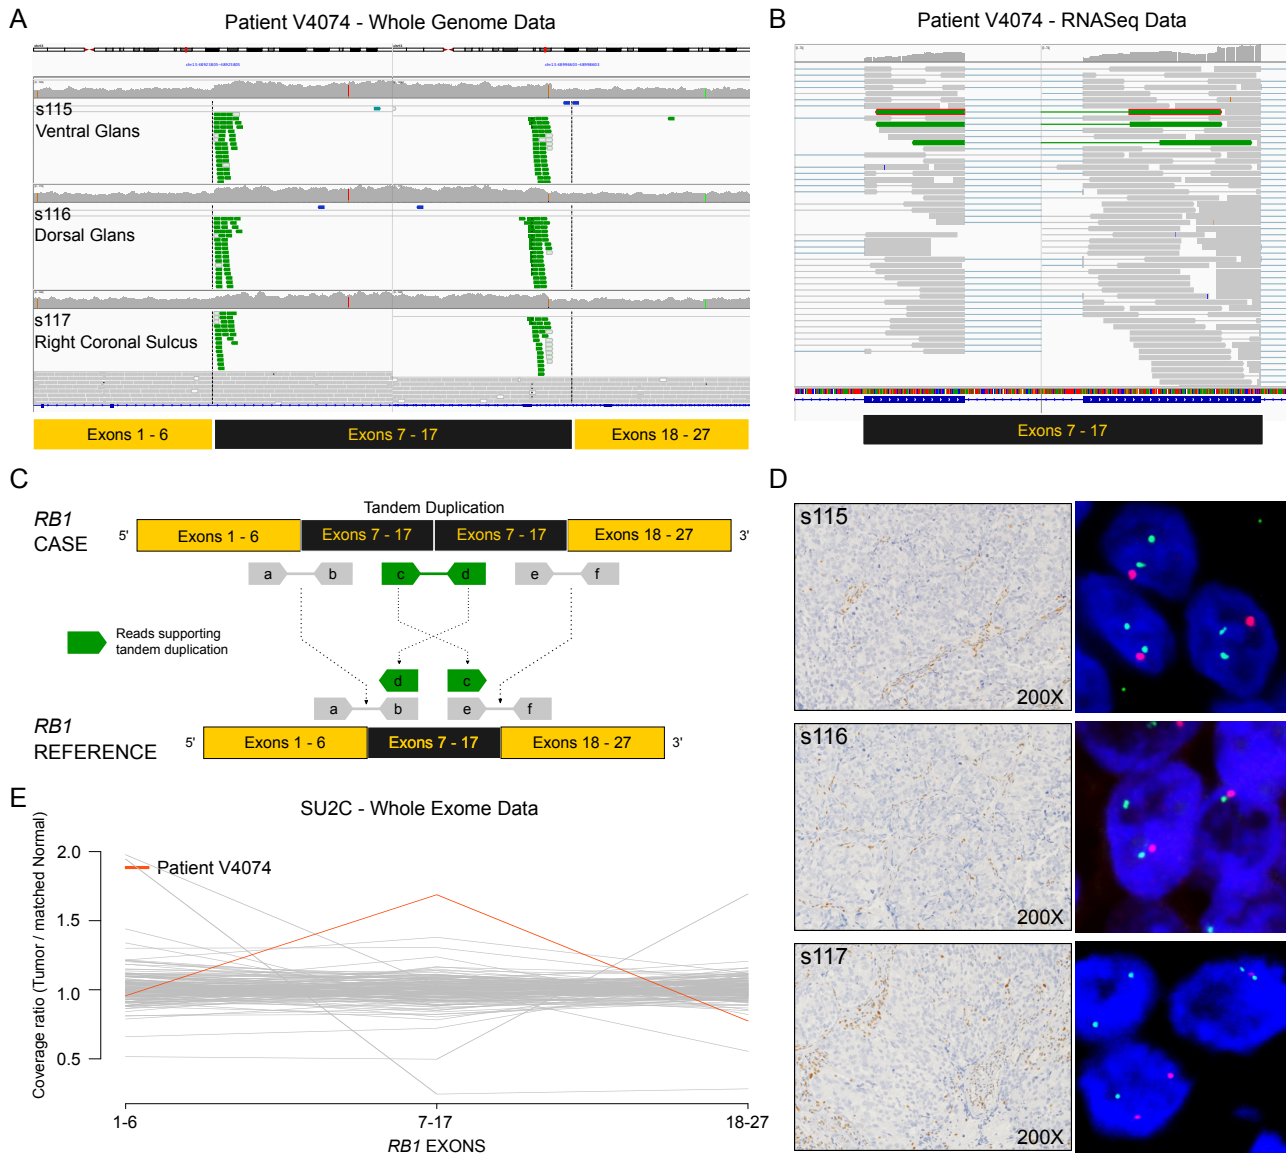 A
Patient V4074 - Whole Genome Data
s115
Ventral Glans
s116
Dorsal Glans
s117
Right Coronal Sulcus
Exons 1 - 6
Exons 7 - 17
Exons 18 - 27
B
Patient V4074 - RNASeq Data
Exons 7 - 17
C
Tandem Duplication
RB1
CASE
5'
Exons 1 - 6
Exons 7 - 17
Exons 7 - 17
Exons 18 - 27
3'
a
b
c
d
e
f
Reads supporting
tandem duplication
d
c
a
b
e
f
RB1
REFERENCE
5'
Exons 1 - 6
Exons 7 - 17
Exons 18 - 27
3'
D
s115
200X
s116
200X
s117
200X
E
SU2C - Whole Exome Data
Coverage ratio (Tumor / matched Normal)
2.0
1.5
1.0
0.5
Patient V4074
1-6
7-17
18-27
RB1 EXONS